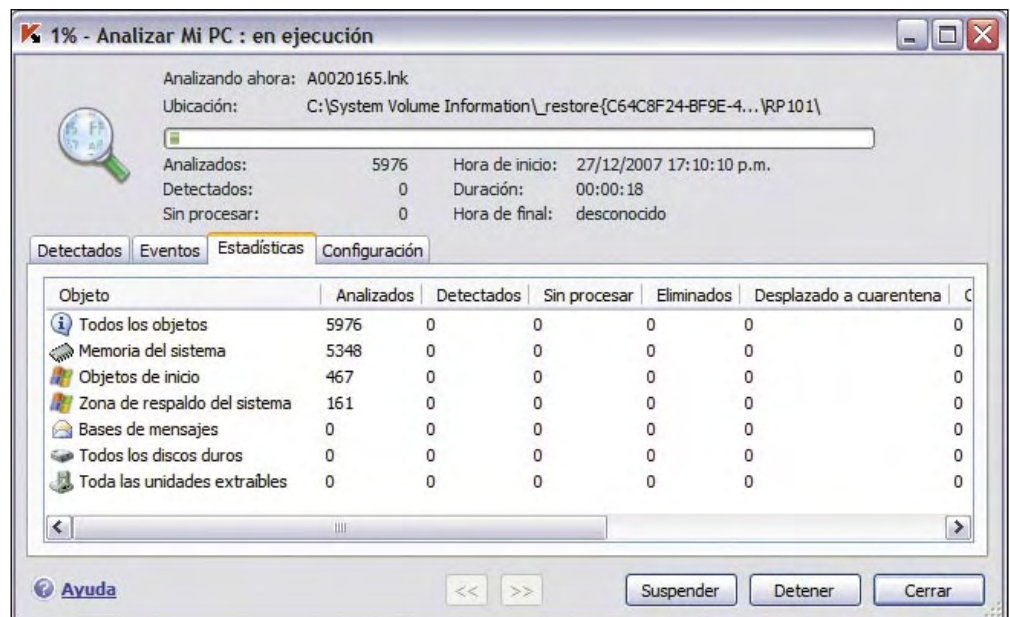 1% - Analizar Mi PC : en ejecución
Analizando ahora: A0020165.lnk
Ubicación: C:\System Volume Information\_restore{C64C8F24-BF9E-4...\RP101\
Analizados: 5976 Hora de inicio: 27/12/2007 17:10:10 p.m.
Detectados: 0 Duración: 00:00:18
Sin procesar: 0 Hora de final: desconocido
Detectados Eventos Estadísticas Configuración
Objeto Analizados Detectados Sin procesar Eliminados Desplazado a cuarentena C
Todos los objetos 5976 0 0 0 0 0
Memoria del sistema 5348 0 0 0 0 0
Objetos de inicio 467 0 0 0 0 0
Zona de respaldo del sistema 161 0 0 0 0 0
Bases de mensajes 0 0 0 0 0 0
Todos los discos duros 0 0 0 0 0 0
Toda las unidades extraíbles 0 0 0 0 0 0
Ayuda << >> Suspender Detener Cerrar